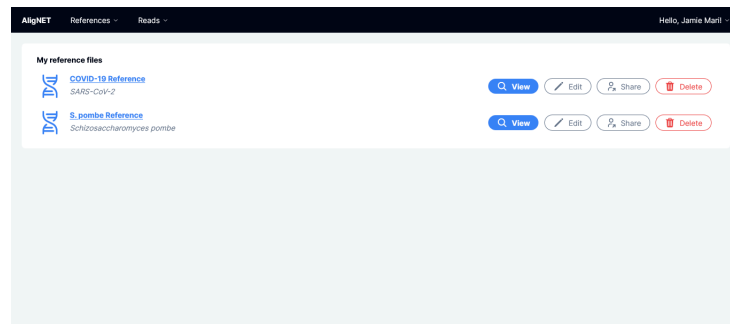 AligNET References Reads Hello, Jamie Mari!
My reference files
COVID-19 Reference
SARS-CoV-2
View Edit Share Delete
S. pombe Reference
Schizosaccharomyces pombe
View Edit Share Delete